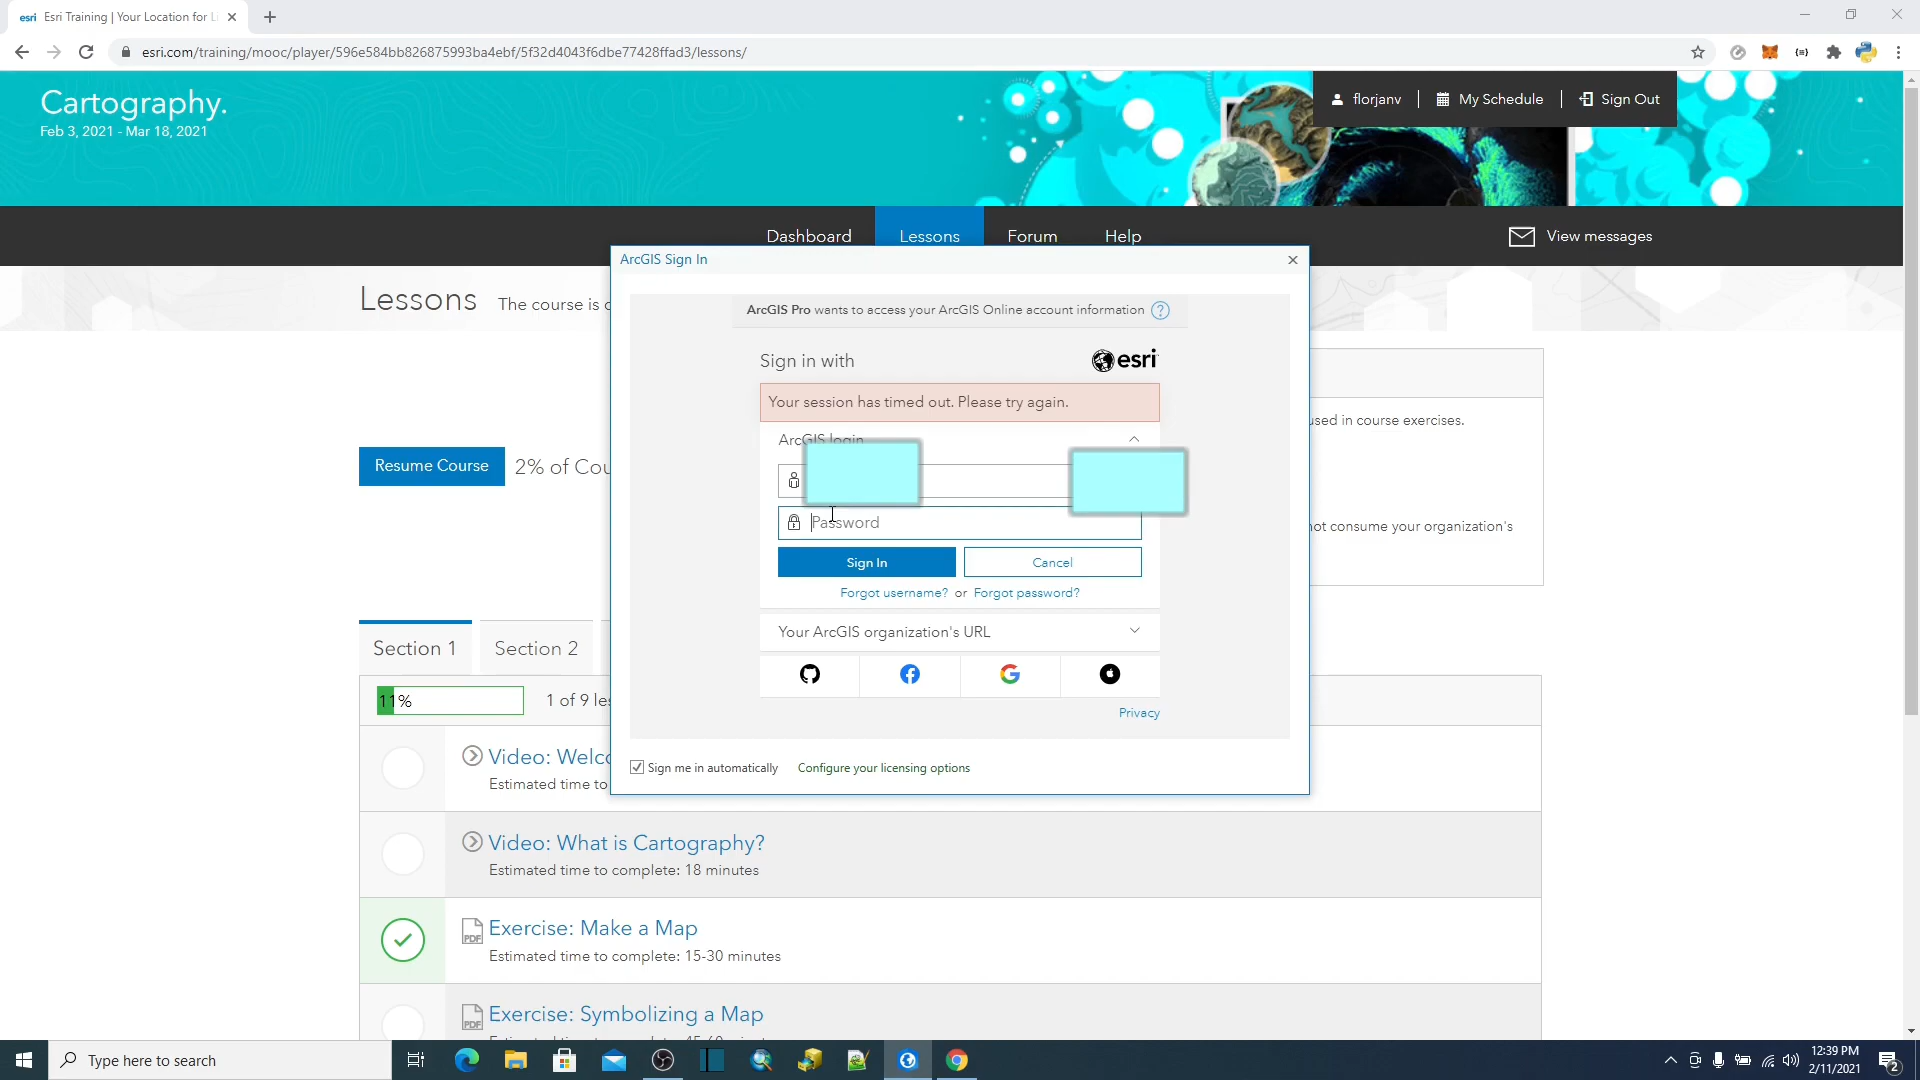 esri Esri Training | Your Location for L
esri.com/training/mooc/player/596e584bb826875993ba4ebf/5f32d4043f6dbe77428ffad3/lessons/
Cartography.
Feb 3, 2021 - Mar 18, 2021
florjanv
My Schedule
Sign Out
Dashboard
Lessons
Forum
Help
View messages
ArcGIS Sign In
Lessons
The course is
ArcGIS Pro wants to access your ArcGIS Online account information ?
Sign in with
esri
Your session has timed out. Please try again.
ArcGIS login
used in course exercises.
Resume Course
2% of Cou
Password
not consume your organization's
Sign In
Cancel
Forgot username? or Forgot password?
Your ArcGIS organization's URL
Section 1
Section 2
11%
1 of 9 les
Privacy
Sign me in automatically
Configure your licensing options
Video: Welco
Estimated time to
Video: What is Cartography?
Estimated time to complete: 18 minutes
PDF
Exercise: Make a Map
Estimated time to complete: 15-30 minutes
PDF
Exercise: Symbolizing a Map
Type here to search
12:39 PM
2/11/2021
2